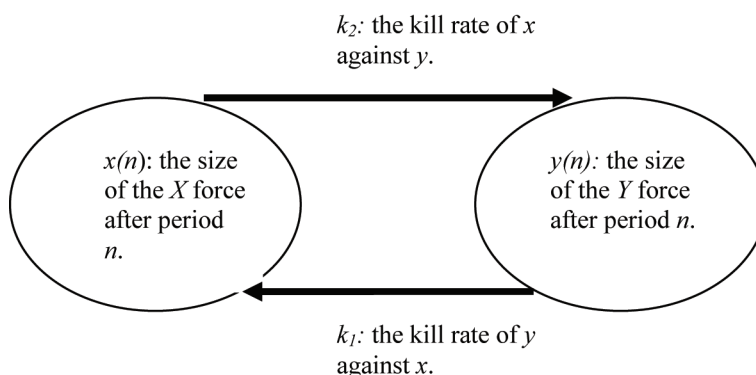 k₂: the kill rate of x
against y.
x(n): the size
of the X force
after period
n.
y(n): the size
of the Y force
after period n.
k₁: the kill rate of y
against x.